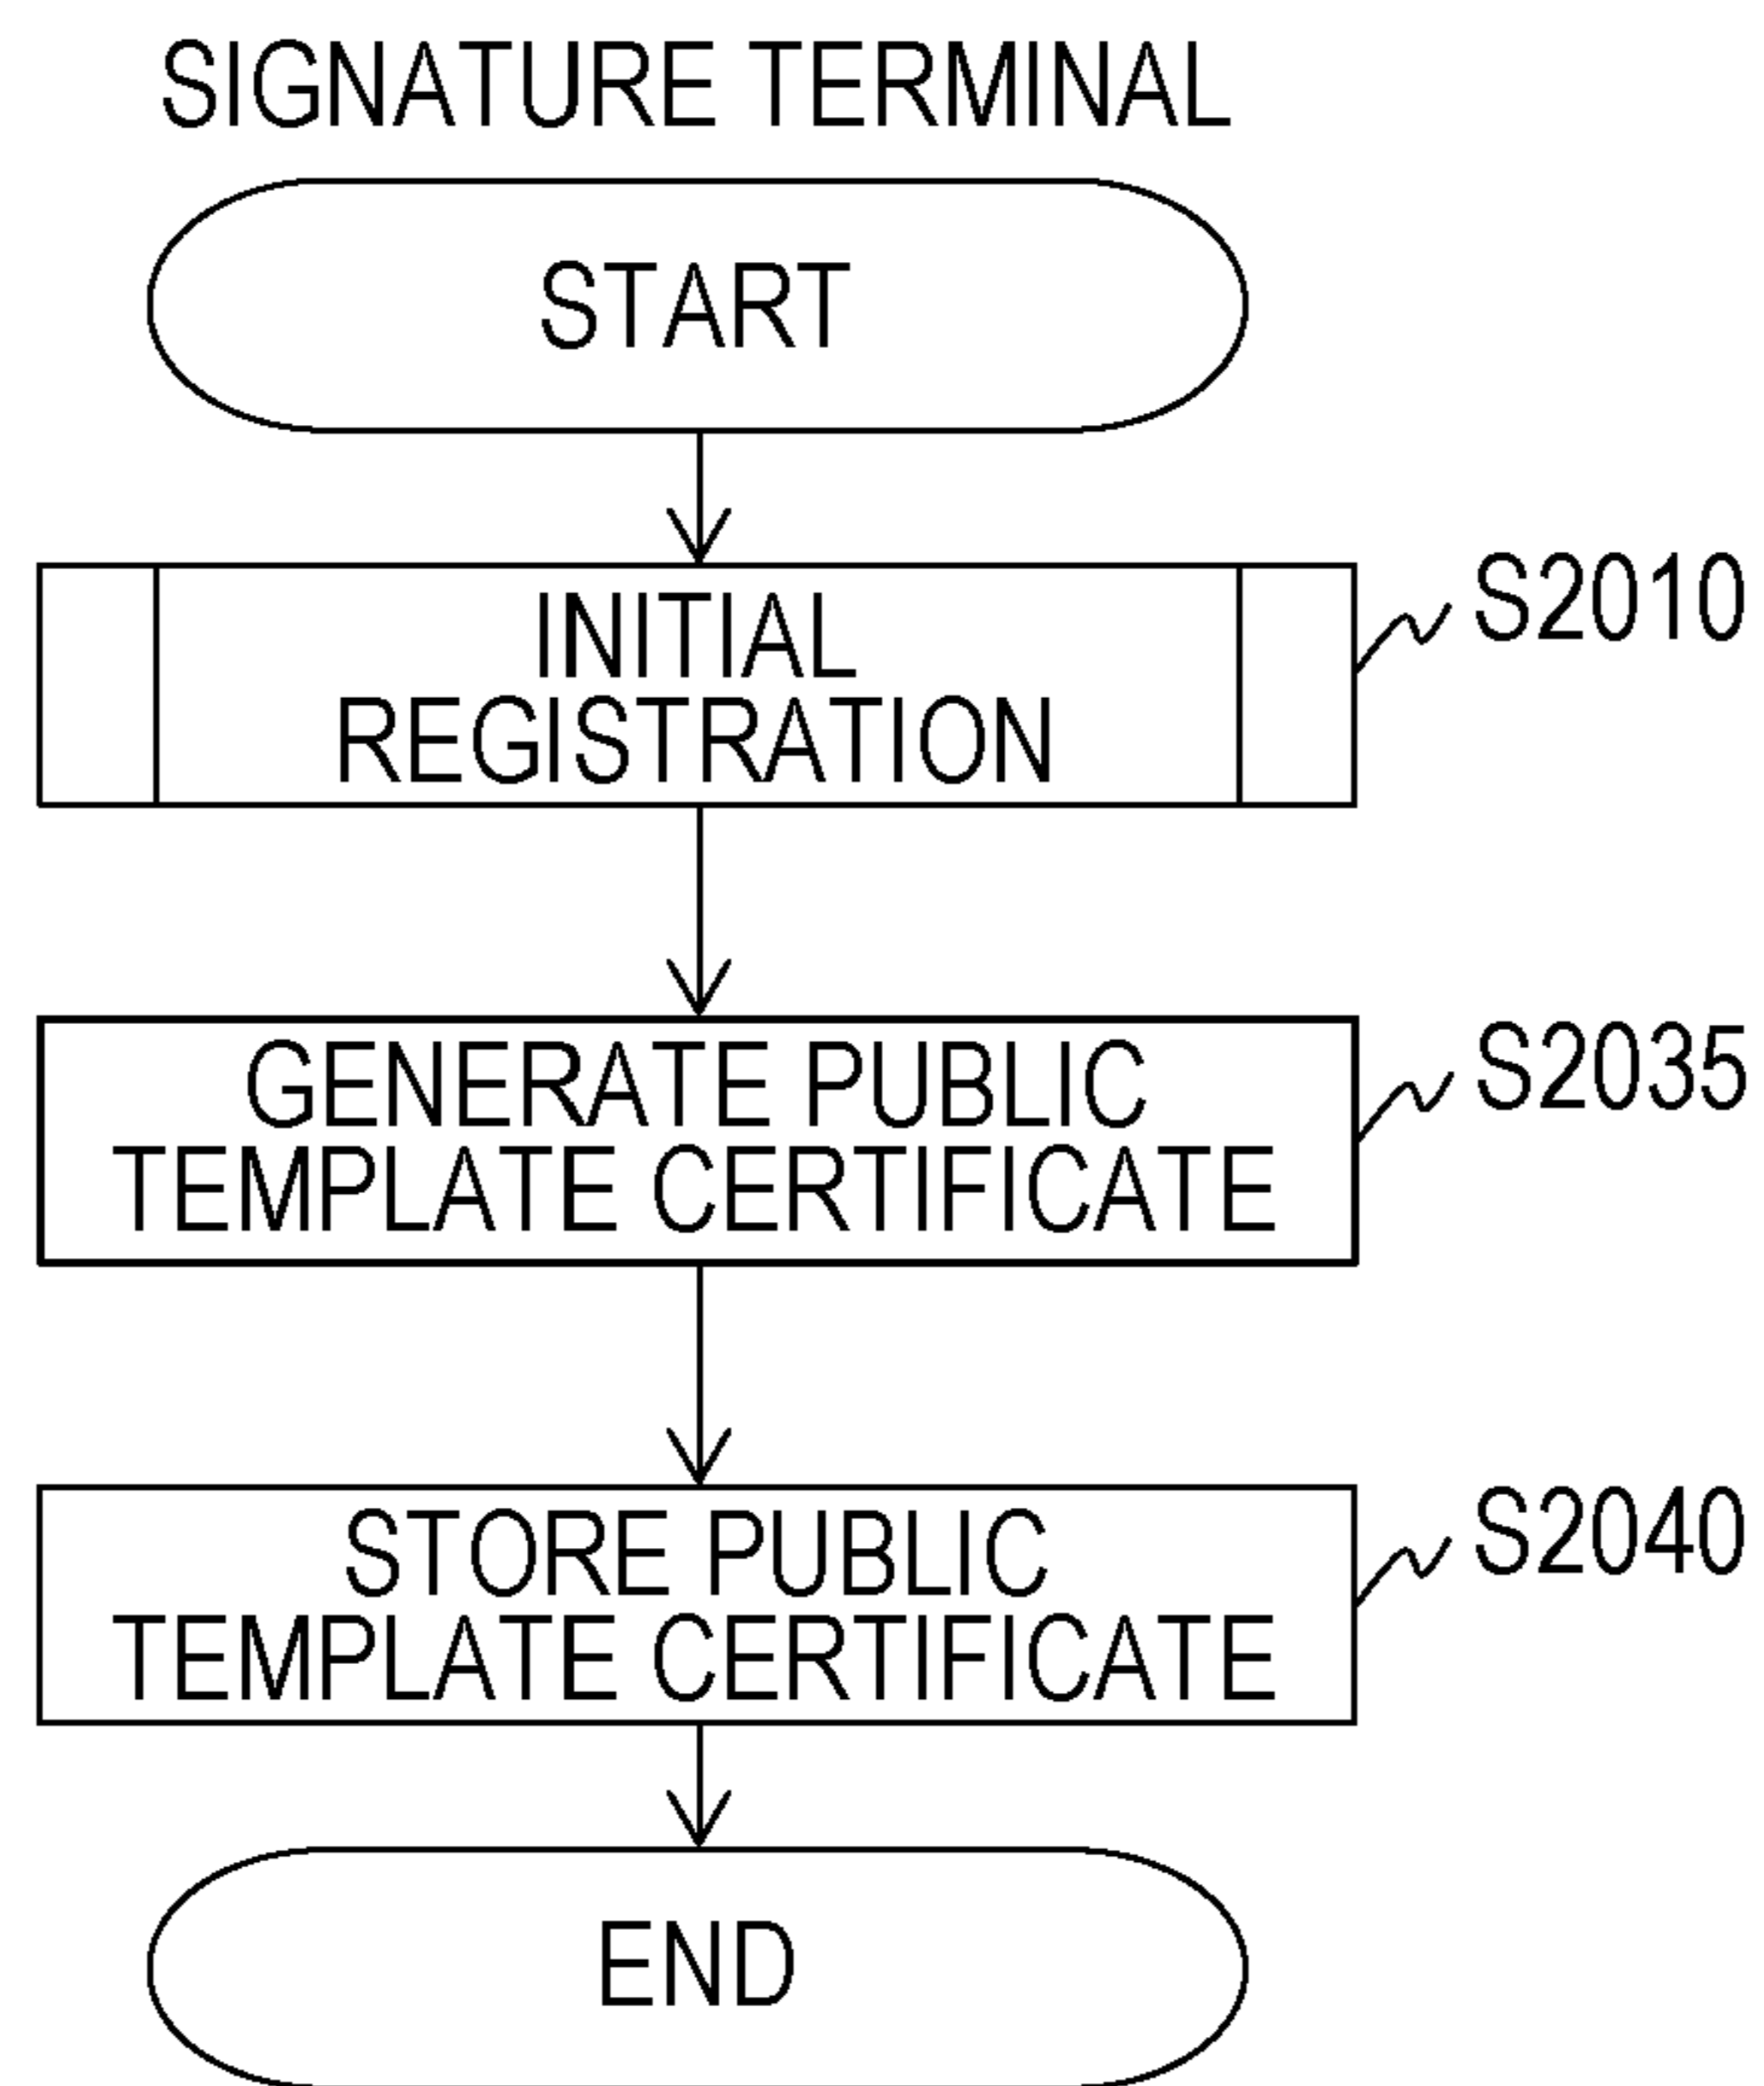 SIGNATURE TERMINAL
START
INITIAL
REGISTRATION
S2010
GENERATE PUBLIC
TEMPLATE CERTIFICATE
S2035
STORE PUBLIC
TEMPLATE CERTIFICATE
S2040
END